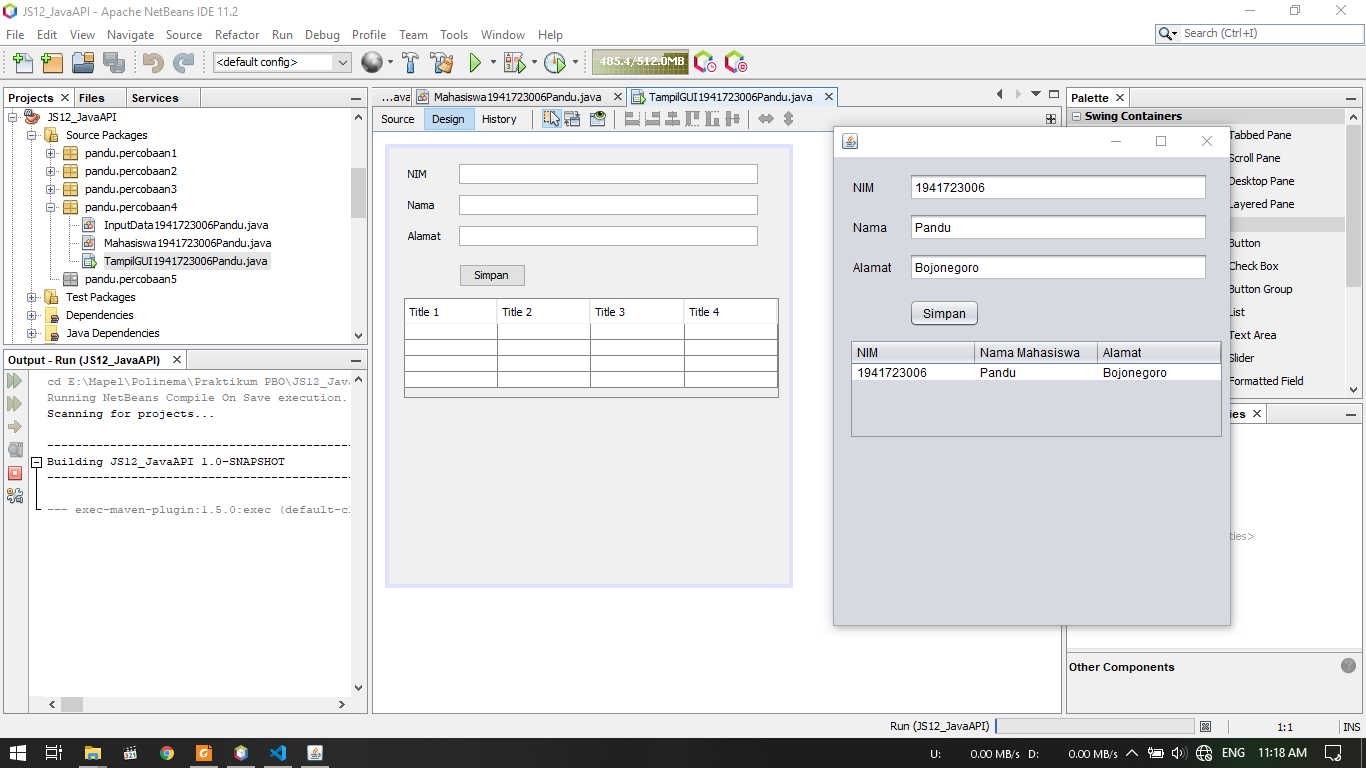 JS12_JavaAPI - Apache NetBeans IDE 11.2
File Edit View Navigate Source Refactor Run Debug Profile Team Tools Window Help
Search (Ctrl+I)
<default config>
485.4/512.0MB
Projects
Files
Services
JS12_JavaAPI
Source Packages
pandu.percobaan1
pandu.percobaan2
pandu.percobaan3
pandu.percobaan4
InputData1941723006Pandu.java
Mahasiswa1941723006Pandu.java
TampilGUI1941723006Pandu.java
pandu.percobaan5
Test Packages
Dependencies
Java Dependencies
Output - Run (JS12_JavaAPI)
cd E:\Mapel\Polinema\Praktikum PBO\JS12_Java
Running NetBeans Compile On Save execution.
Scanning for projects...
------------------------------------------
Building JS12_JavaAPI 1.0-SNAPSHOT
------------------------------------------
--- exec-maven-plugin:1.5.0:exec (default-cl
...ava
Mahasiswa1941723006Pandu.java
TampilGUI1941723006Pandu.java
Source Design History
NIM
Nama
Alamat
Simpan
Title 1 Title 2 Title 3 Title 4
NIM 1941723006
Nama Pandu
Alamat Bojonegoro
Simpan
NIM Nama Mahasiswa Alamat
1941723006 Pandu Bojonegoro
Palette
Swing Containers
Tabbed Pane
Scroll Pane
Desktop Pane
Layered Pane
Button
Check Box
Button Group
List
Text Area
Slider
Formatted Field
ies
ties>
Other Components
Run (JS12_JavaAPI)
1:1
INS
U: 0.00 MB/s D: 0.00 MB/s
ENG
11:18 AM